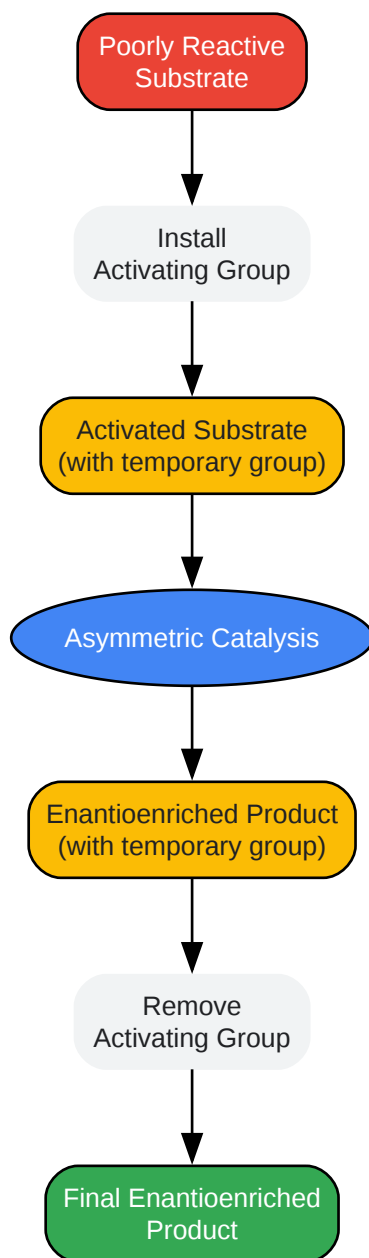 Poorly Reactive
Substrate
Install
Activating Group
Activated Substrate
(with temporary group)
Asymmetric Catalysis
Enantioenriched Product
(with temporary group)
Remove
Activating Group
Final Enantioenriched
Product